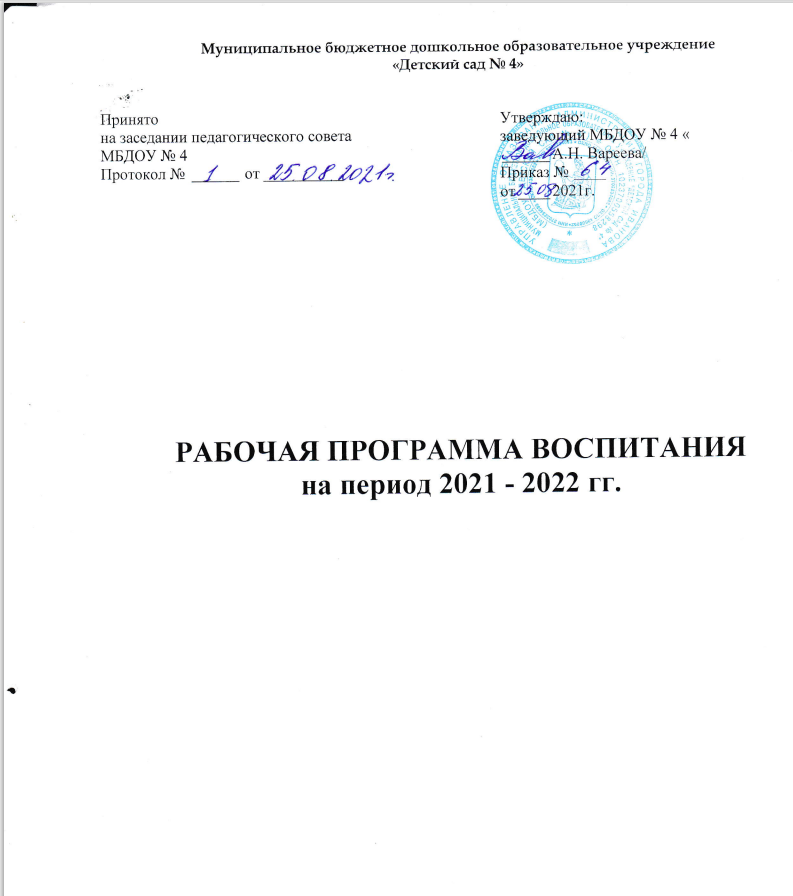 Муниципальное бюджетное дошкольное образовательное учреждение
«Детский сад № 4»
Принято
на заседании педагогического совета
МБДОУ № 4
Протокол № 1 от 25.08.2021г.
Утверждаю:
заведующий МБДОУ № 4 «
А.Н. Вареева/
Приказ № 64
от 25.08 2021г.
РАБОЧАЯ ПРОГРАММА ВОСПИТАНИЯ
на период 2021 - 2022 гг.